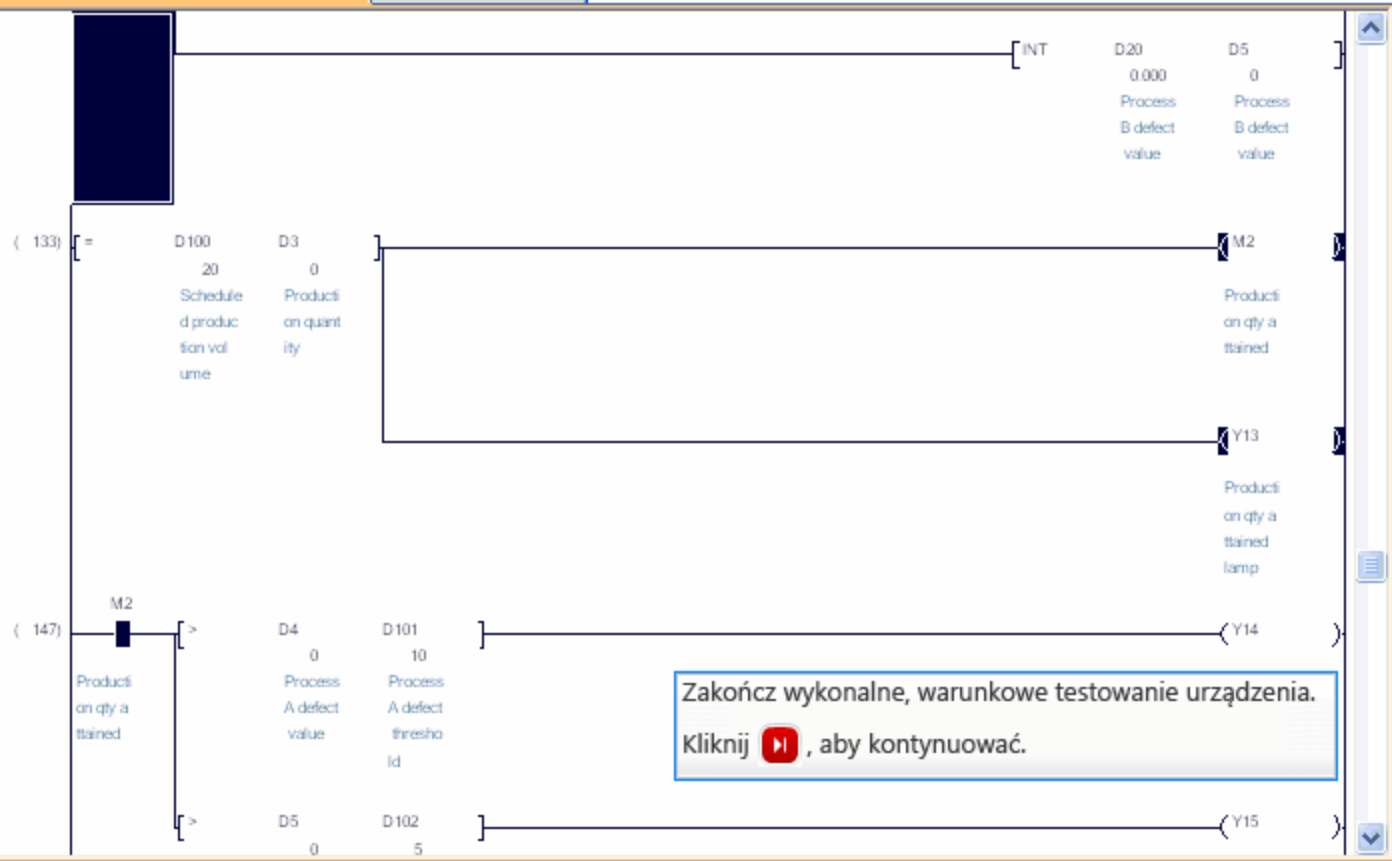 INT D20 D5
0.000 0
Process Process
B defect B defect
value value
( 133) = D100 D3 M2
20 0
Schedule Producti Producti
d produc on quant on qty a
tion vol ity ttained
ume
Y13
Producti
on qty a
ttained
lamp
M2
( 147) > D4 D101 Y14
0 10
Producti Process Process
on qty a A defect A defect
ttained value thresho
ld
Zakończ wykonalne, warunkowe testowanie urządzenia.
Kliknij , aby kontynuować.
> D5 D102 Y15
0 5